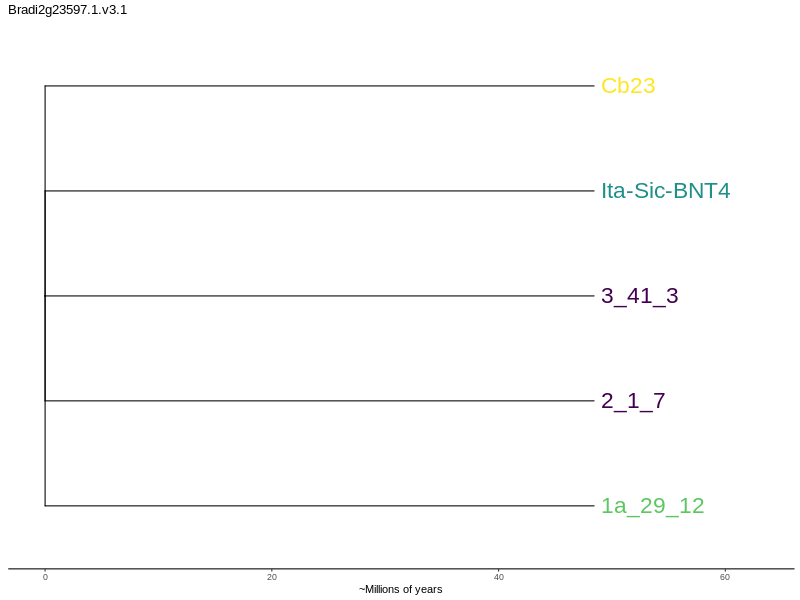 Bradi2g23597.1.v3.1
Cb23
Ita-Sic-BNT4
3_41_3
2_1_7
1a_29_12
0 20 40 60
~Millions of years